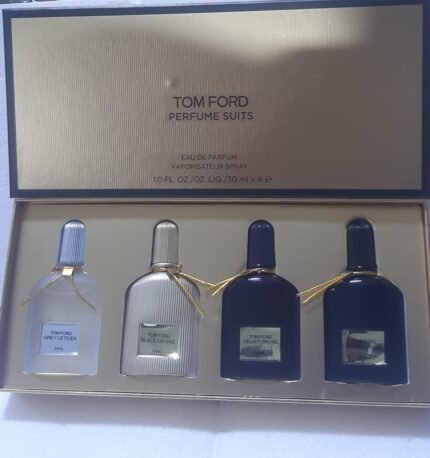 TOM FORD
PERFUME SUITS
EAU DE PARFUM
VAPORISATEUR SPRAY
1.0 FL. OZ./OZ. LIQ./30 ml x 4 e
TOM FORD
GREY VETIVER
TOM FORD
BLACK ORCHID
TOM FORD
VELVET ORCHID